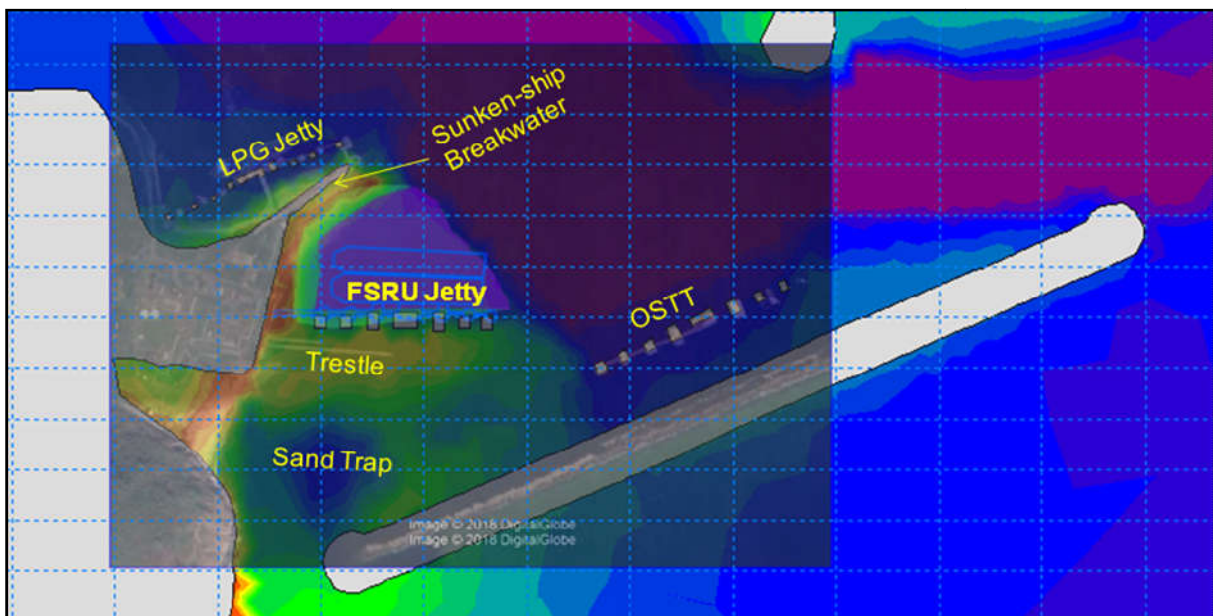 Sunken-ship
Breakwater
LPG Jetty
FSRU Jetty
OSTT
Trestle
Sand Trap
Image © 2018 DigitalGlobe
Image © 2018 DigitalGlobe